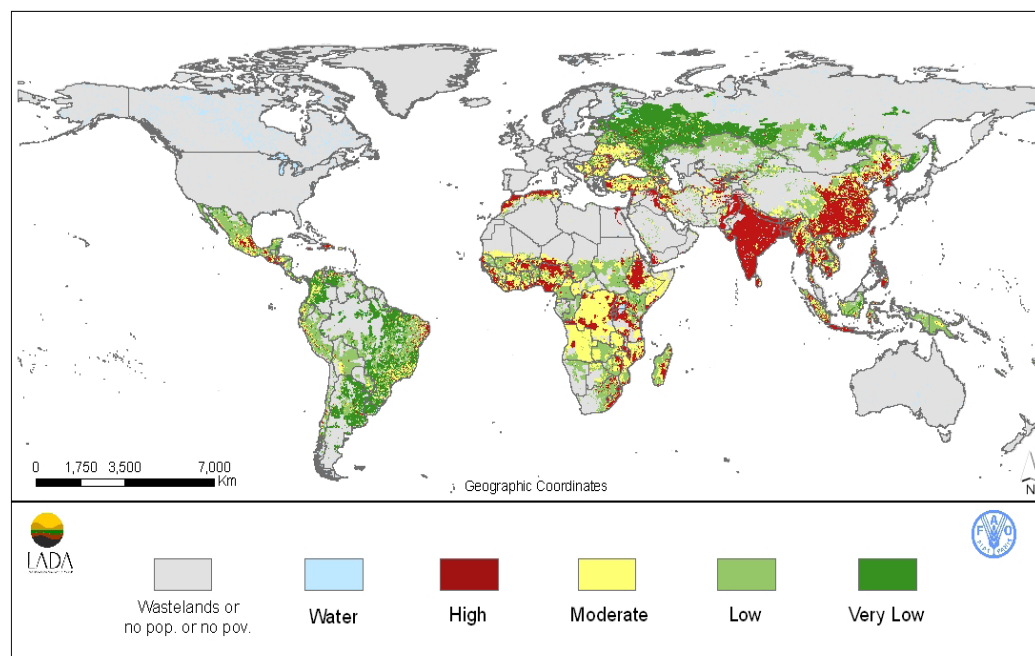 0 1,750 3,500 7,000
Km
Geographic Coordinates
N
LADA
F A O
Wastelands or
no pop. or no pov.
Water
High
Moderate
Low
Very Low